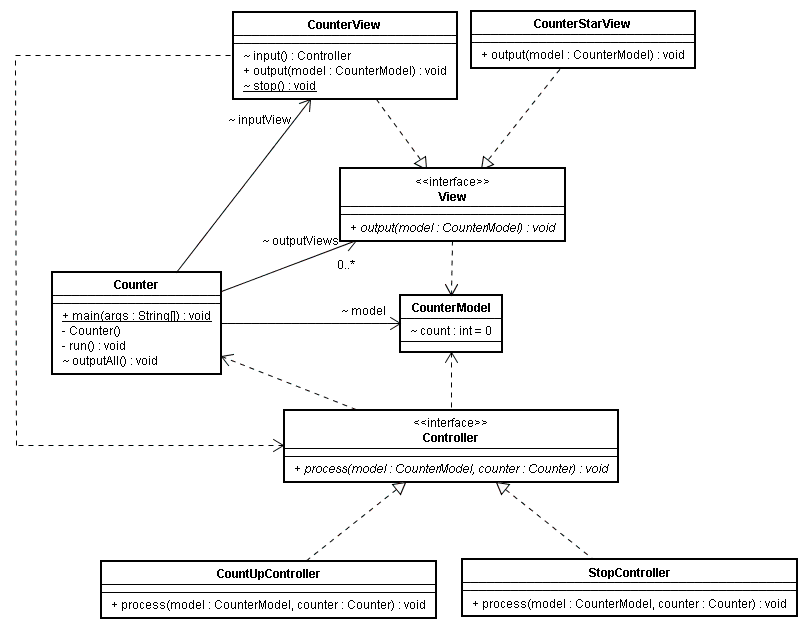 CounterView
~ input() : Controller
+ output(model : CounterModel) : void
~ stop() : void
CounterStarView
+ output(model : CounterModel) : void
~ inputView
<<interface>>
View
+ output(model : CounterModel) : void
~ outputViews
0..*
Counter
+ main(args : String[]) : void
- Counter()
- run() : void
~ outputAll() : void
~ model
CounterModel
~ count : int = 0
<<interface>>
Controller
+ process(model : CounterModel, counter : Counter) : void
CountUpController
+ process(model : CounterModel, counter : Counter) : void
StopController
+ process(model : CounterModel, counter : Counter) : void